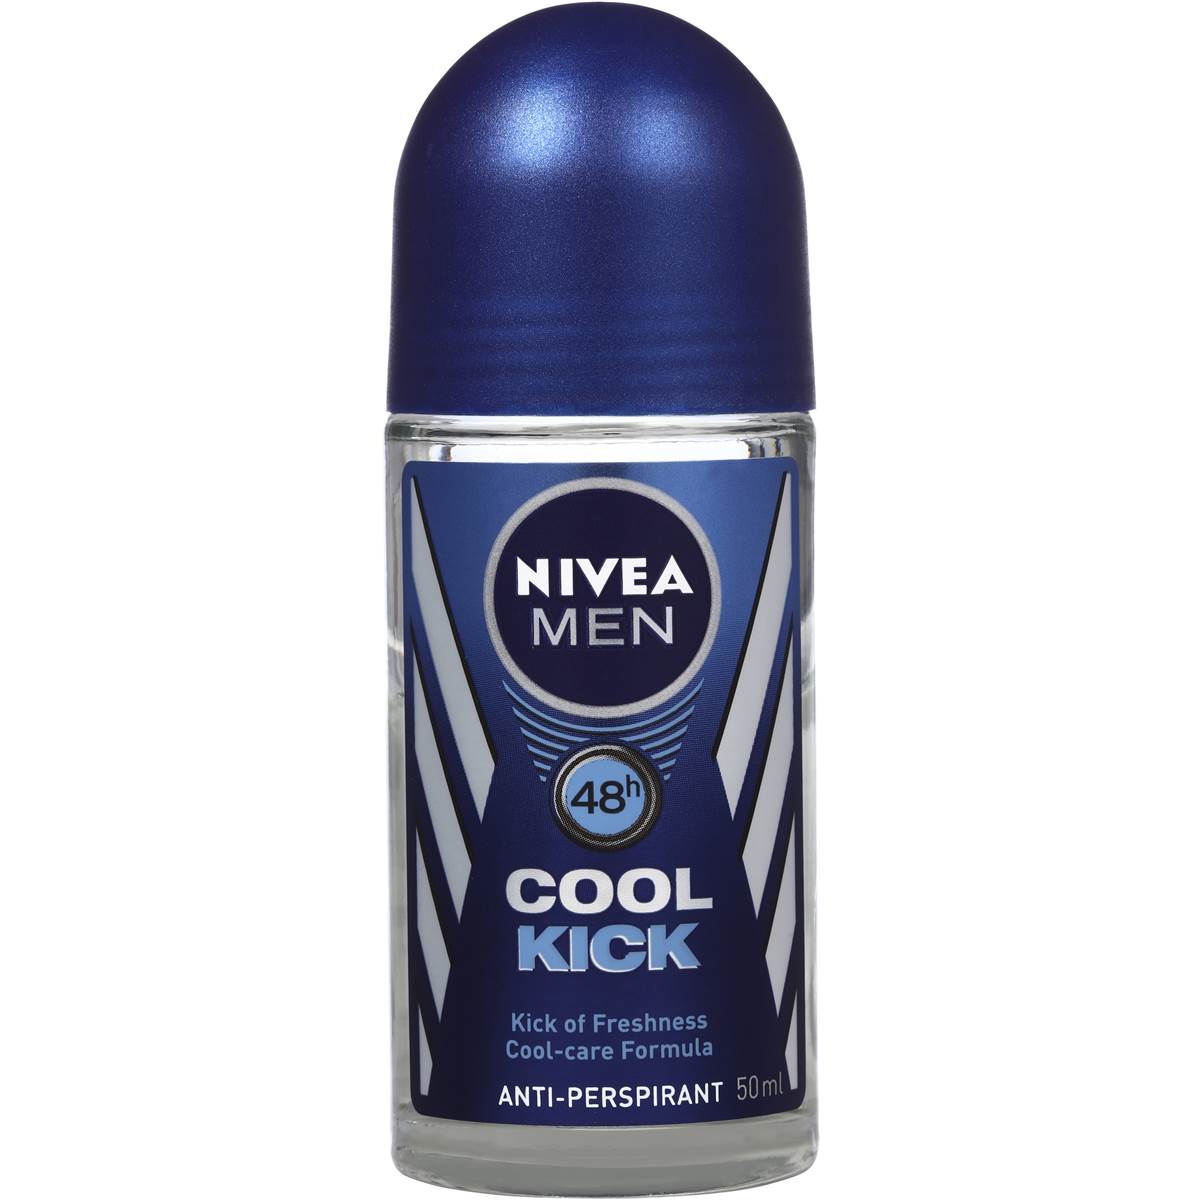 NIVEA
MEN
48h
COOL
KICK
Kick of Freshness
Cool-care Formula
ANTI-PERSPIRANT 50ml